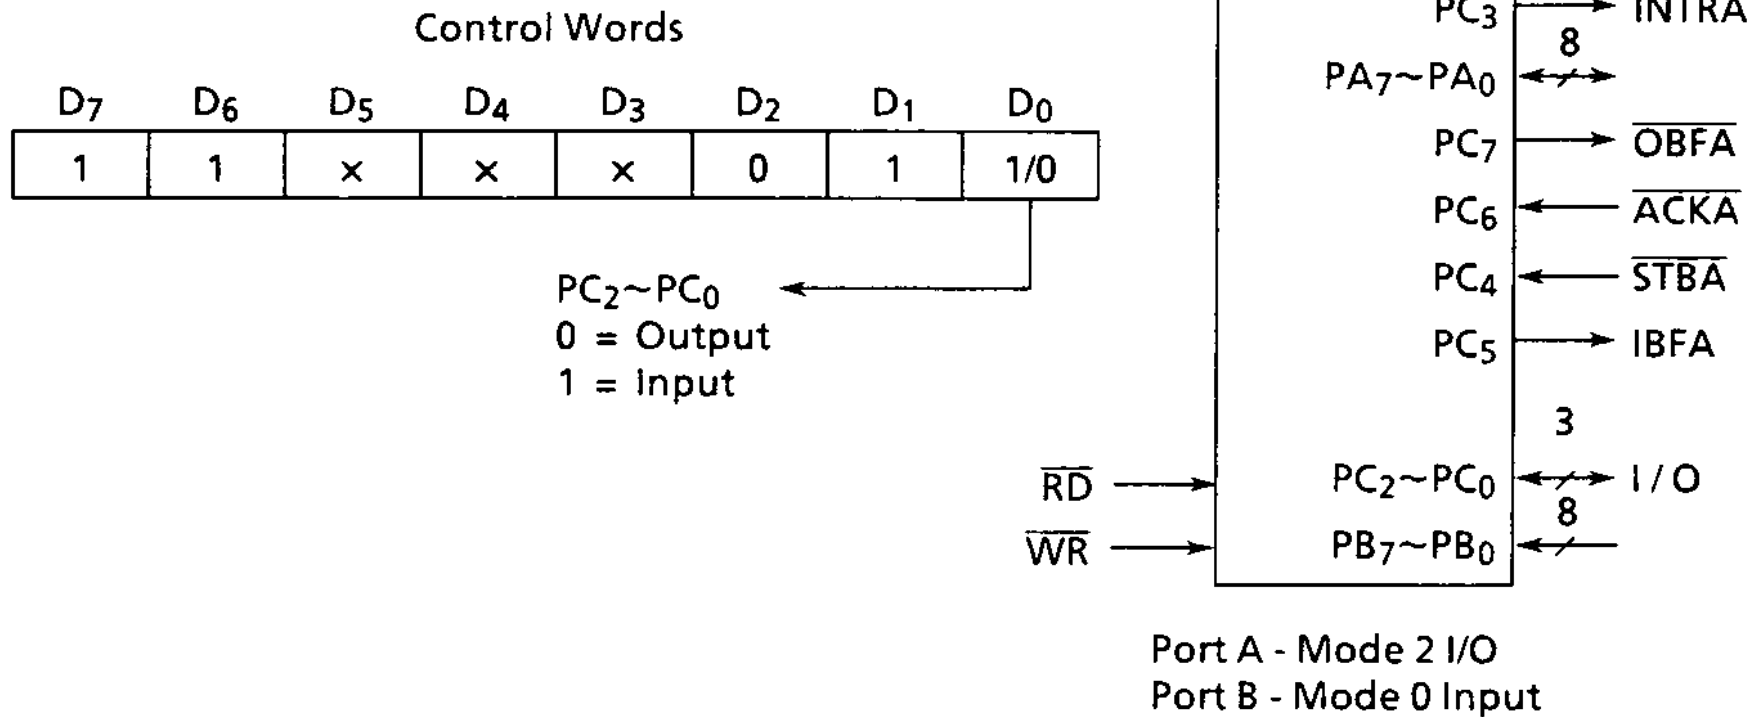 Control Words
D7 D6 D5 D4 D3 D2 D1 D0
1 1 x x x 0 1 1/0
PC2~PC0
0 = Output
1 = Input
PC3 INTRA
8
PA7~PA0
PC7 OBFA
PC6 ACKA
PC4 STBA
PC5 IBFA
3
RD PC2~PC0 I/O
8
WR PB7~PB0
Port A - Mode 2 I/O
Port B - Mode 0 Input